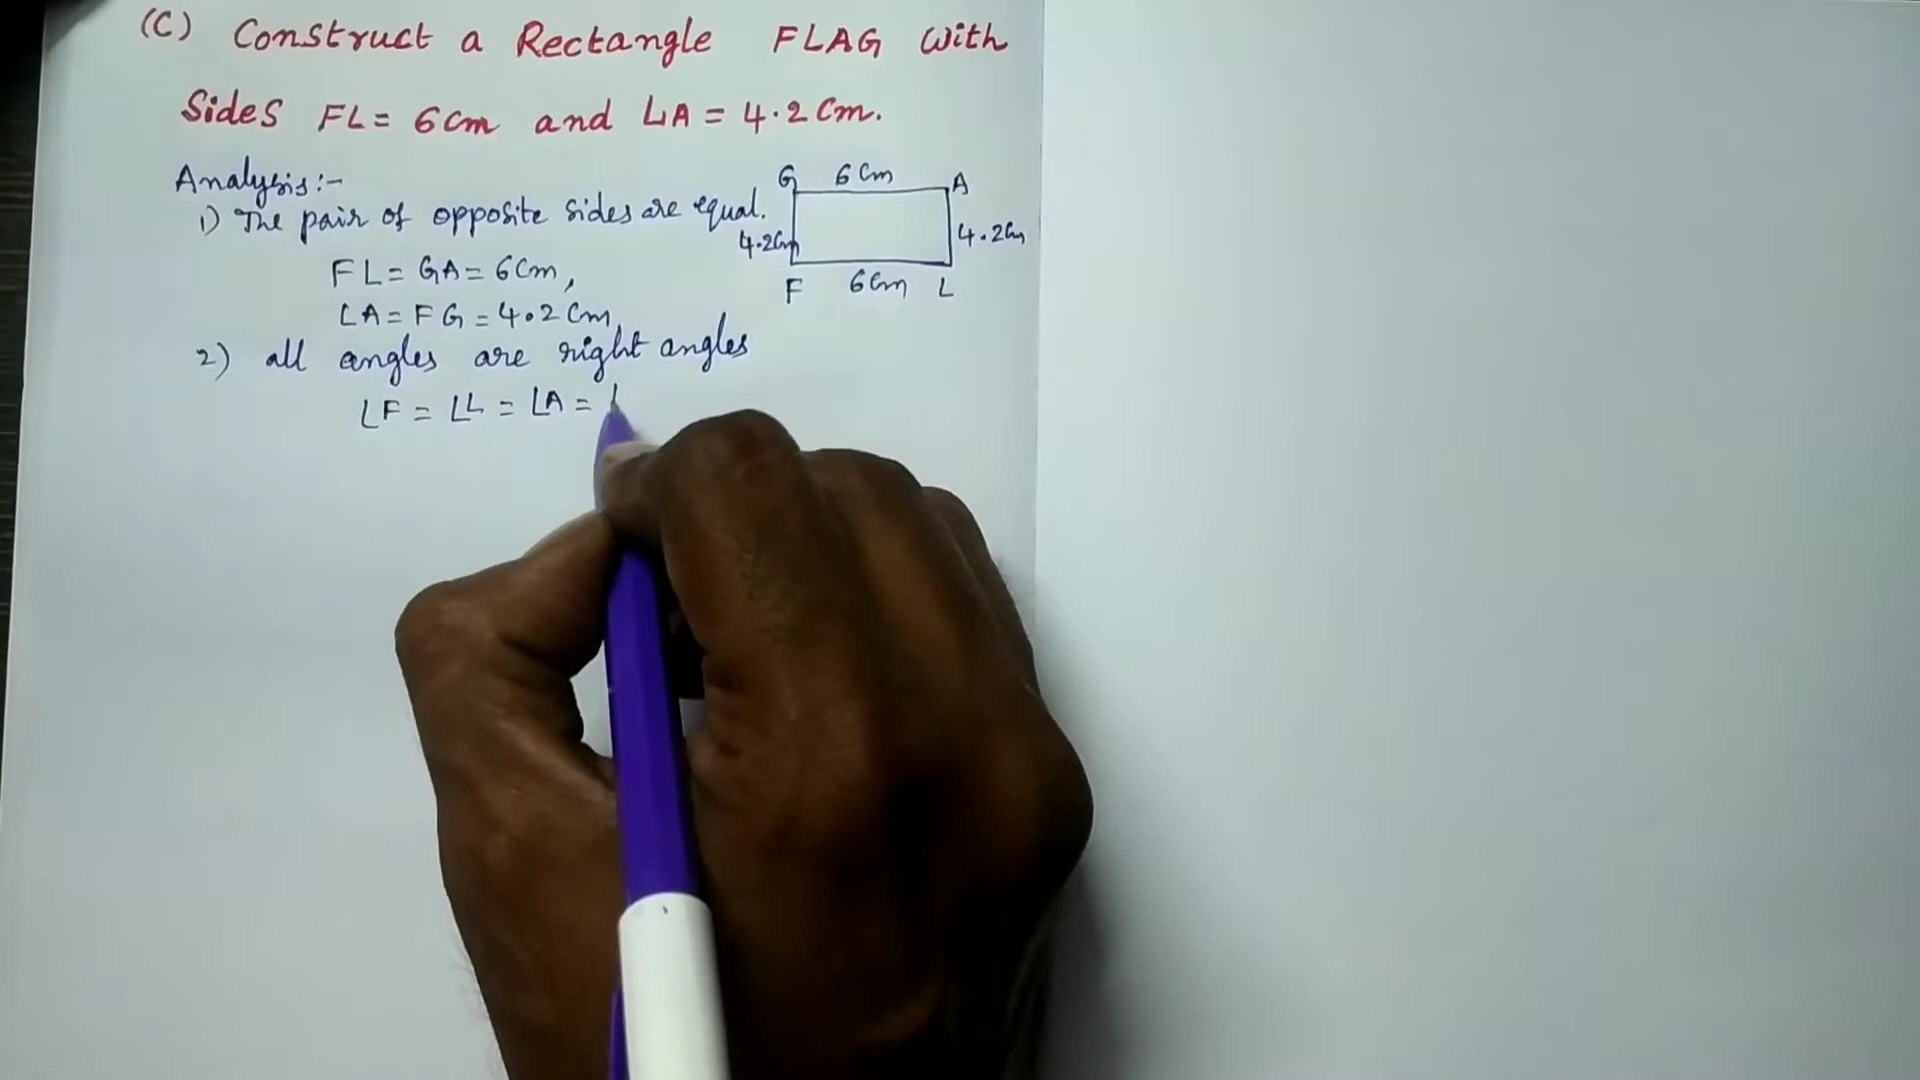 (C) Construct a Rectangle FLAG With
Sides FL = 6cm and LA = 4.2 Cm.
Analysis:-
1) The pair of opposite sides are equal.
FL = GA = 6Cm,
LA = FG = 4.2 Cm
2) all angles are right angles
∠F = ∠L = ∠A = ∠
G 6 Cm A
4.2Cm 4.2Cm
F 6Cm L